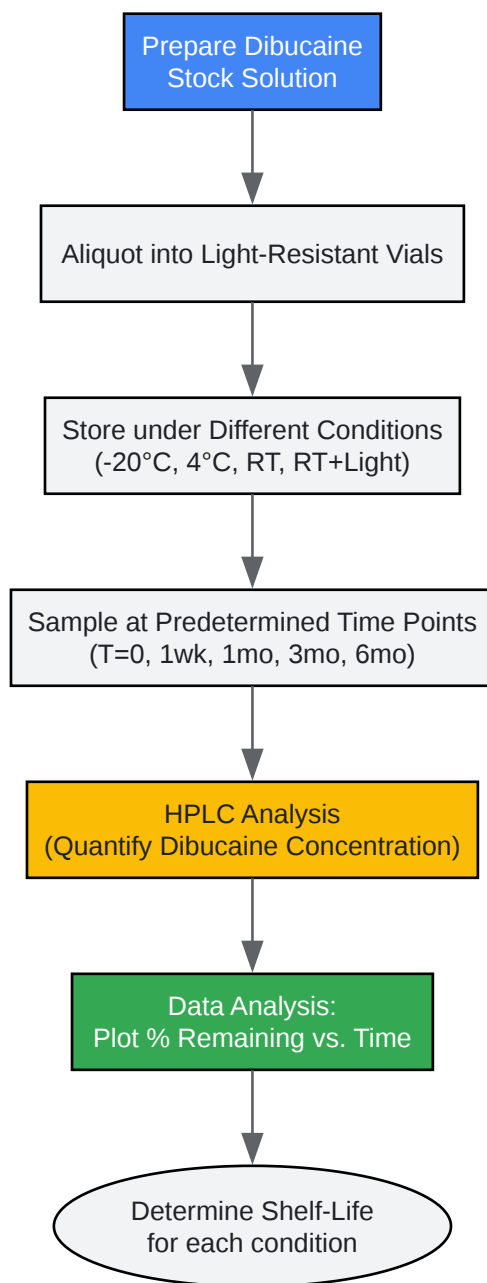 Prepare Dibucaine
Stock Solution
Aliquot into Light-Resistant Vials
Store under Different Conditions
(-20°C, 4°C, RT, RT+Light)
Sample at Predetermined Time Points
(T=0, 1wk, 1mo, 3mo, 6mo)
HPLC Analysis
(Quantify Dibucaine Concentration)
Data Analysis:
Plot % Remaining vs. Time
Determine Shelf-Life
for each condition